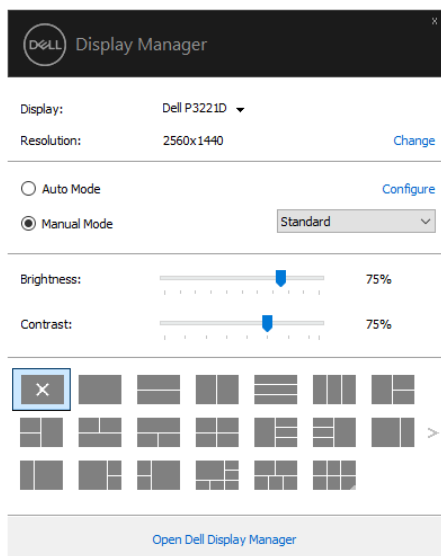 x
DELL Display Manager
Display: Dell P3221D
Resolution: 2560x1440 Change
Auto Mode Configure
Manual Mode Standard
Brightness: 75%
Contrast: 75%
Open Dell Display Manager